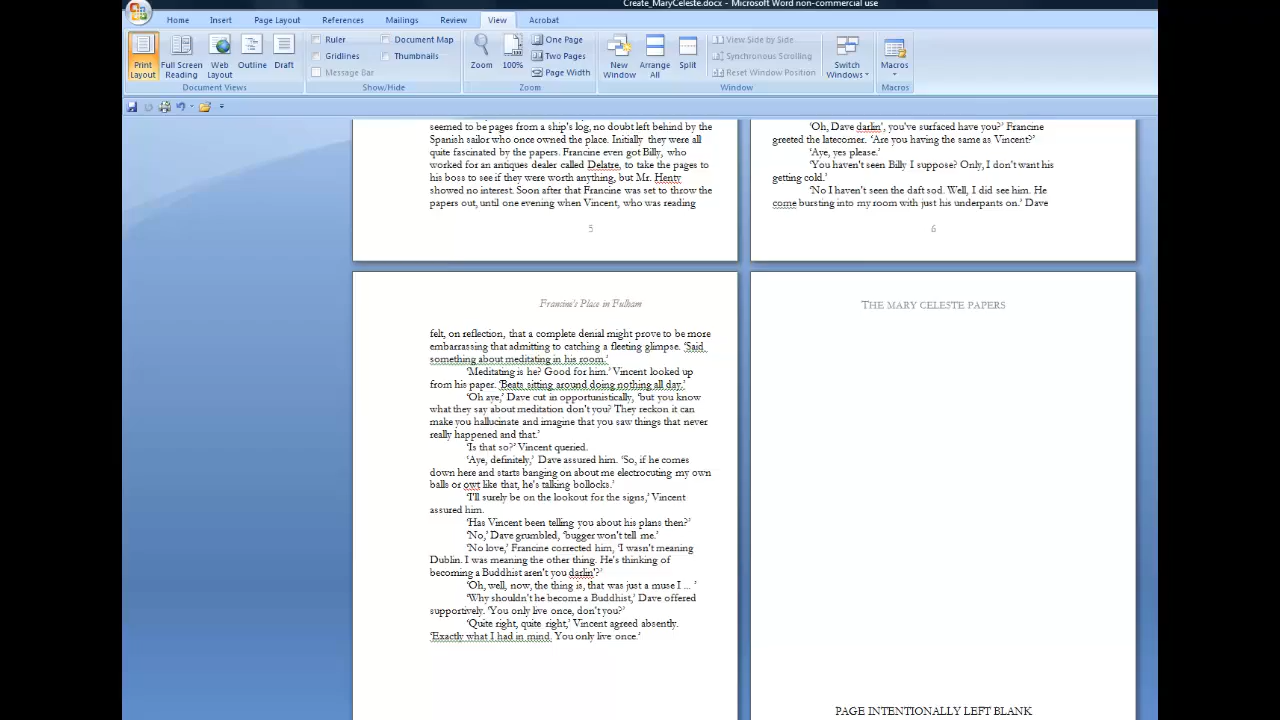 Create_MaryCeleste.docx - Microsoft Word non-commercial use
Home Insert Page Layout References Mailings Review View Acrobat
Print Layout
Full Screen Reading
Web Layout
Outline
Draft
Document Views
Ruler
Gridlines
Message Bar
Document Map
Thumbnails
Show/Hide
Zoom
100%
One Page
Two Pages
Page Width
Zoom
New Window
Arrange All
Split
View Side by Side
Synchronous Scrolling
Reset Window Position
Window
Switch Windows
Macros
Macros
seemed to be pages from a ship's log, no doubt left behind by the
Spanish sailor who once owned the place. Initially they were all
quite fascinated by the papers. Francine even got Billy, who
worked for an antiques dealer called Delatre, to take the pages to
his boss to see if they were worth anything, but Mr. Henty
showed no interest. Soon after that Francine was set to throw the
papers out, until one evening when Vincent, who was reading
5
'Oh, Dave darlin', you've surfaced have you?' Francine
greeted the latecomer. 'Are you having the same as Vincent?'
'Aye, yes please.'
'You haven't seen Billy I suppose? Only, I don't want his
getting cold.'
'No I haven't seen the daft sod. Well, I did see him. He
come bursting into my room with just his underpants on.' Dave
6
Francine's Place in Fulham
felt, on reflection, that a complete denial might prove to be more
embarrassing that admitting to catching a fleeting glimpse. 'Said
something about meditating in his room.'
'Meditating is he? Good for him.' Vincent looked up
from his paper. 'Beats sitting around doing nothing all day.'
'Oh aye,' Dave cut in opportunistically, 'but you know
what they say about meditation don't you? They reckon it can
make you hallucinate and imagine that you saw things that never
really happened and that.'
'Is that so?' Vincent queried.
'Aye, definitely,' Dave assured him. 'So, if he comes
down here and starts banging on about me electrocuting my own
balls or owt like that, he's talking bollocks.'
'I'll surely be on the lookout for the signs,' Vincent
assured him.
'Has Vincent been telling you about his plans then?'
'No,' Dave grumbled, 'bugger won't tell me.'
'No love,' Francine corrected him, 'I wasn't meaning
Dublin. I was meaning the other thing. He's thinking of
becoming a Buddhist aren't you darlin'?'
'Oh, well, now, the thing is, that was just a muse I ... '
'Why shouldn't he become a Buddhist,' Dave offered
supportively. 'You only live once, don't you?'
'Quite right, quite right,' Vincent agreed absently.
'Exactly what I had in mind. You only live once.'
THE MARY CELESTE PAPERS
PAGE INTENTIONALLY LEFT BLANK